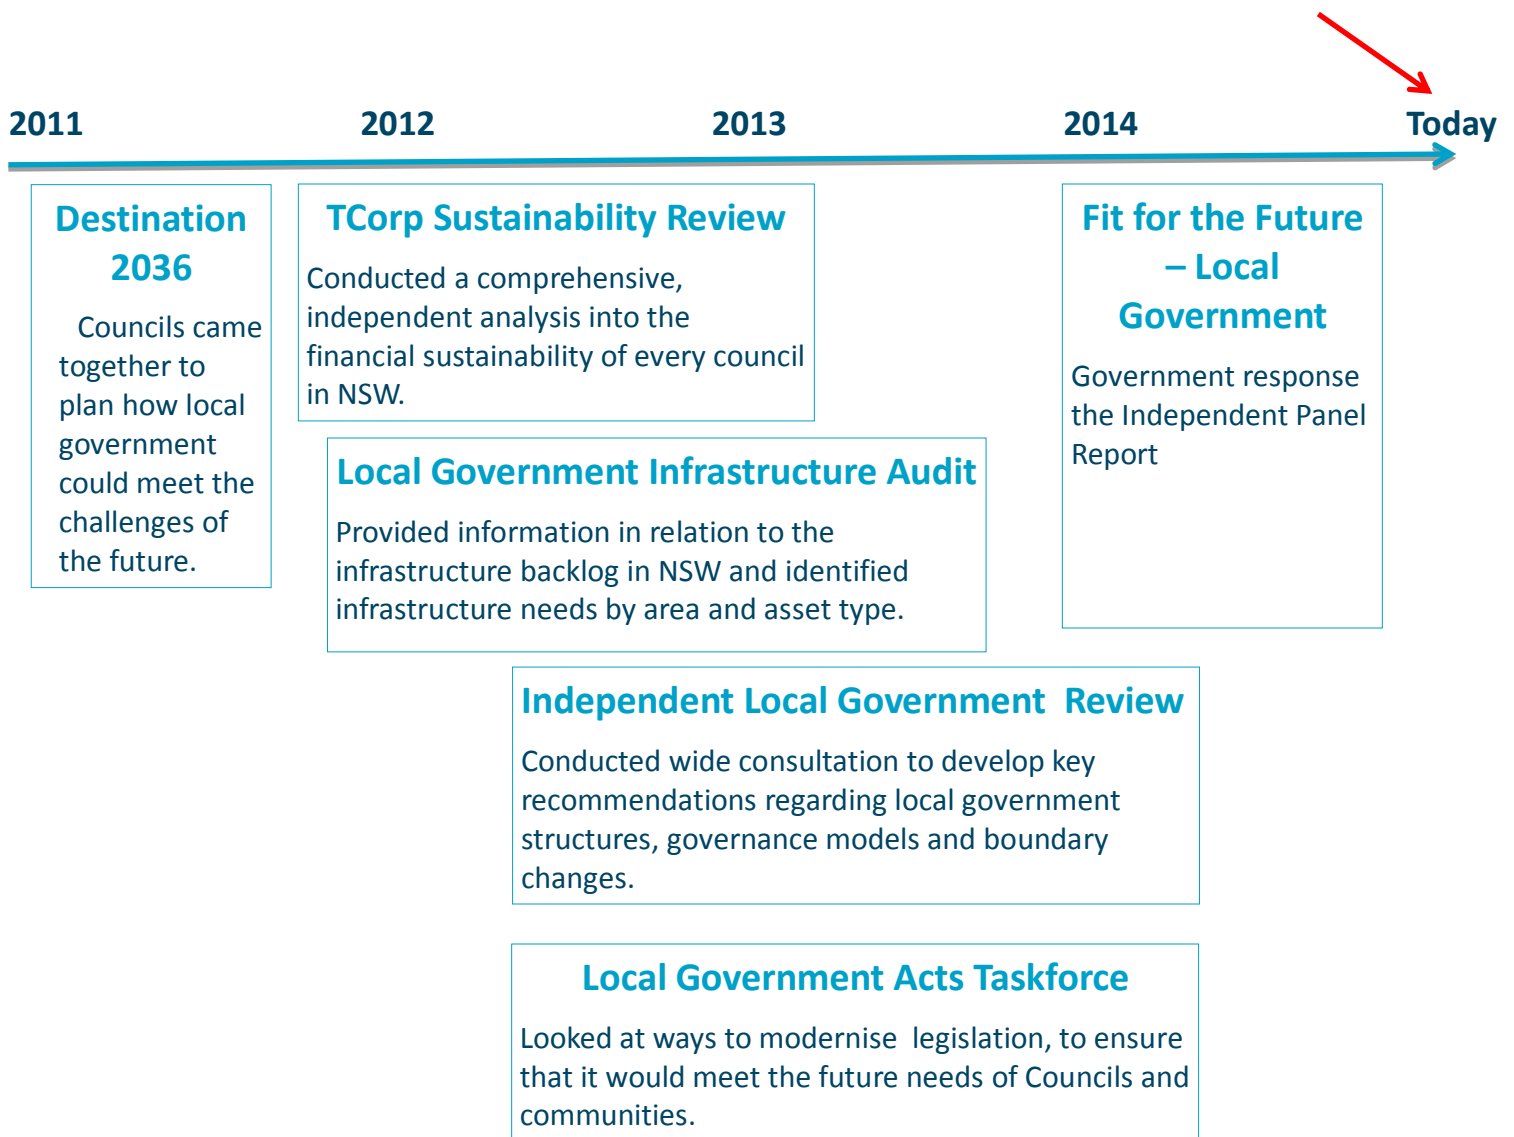 2011 2012 2013 2014 Today
Destination
2036
Councils came
together to
plan how local
government
could meet the
challenges of
the future.
TCorp Sustainability Review
Conducted a comprehensive,
independent analysis into the
financial sustainability of every council
in NSW.
Local Government Infrastructure Audit
Provided information in relation to the
infrastructure backlog in NSW and identified
infrastructure needs by area and asset type.
Independent Local Government  Review
Conducted wide consultation to develop key
recommendations regarding local government
structures, governance models and boundary
changes.
Local Government Acts Taskforce
Looked at ways to modernise  legislation, to ensure
that it would meet the future needs of Councils and
communities.
Fit for the Future
– Local
Government
Government response
the Independent Panel
Report